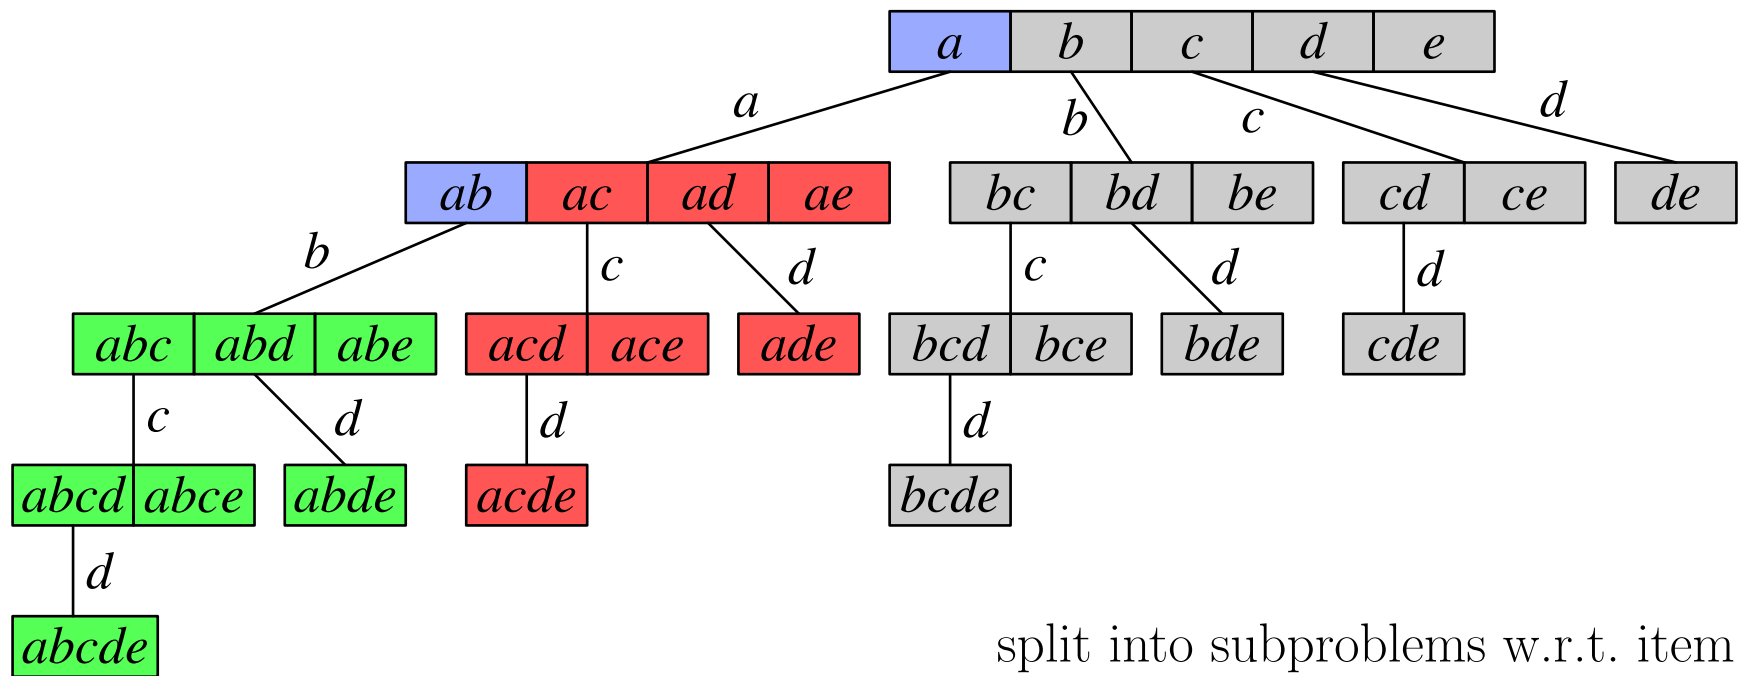 a b c d e
a b c d
ab ac ad ae bc bd be cd ce de
b c d c d d
abc abd abe acd ace ade bcd bce bde cde
c d d d
abcd abce abde acde bcde
d
abcde
split into subproblems w.r.t. item